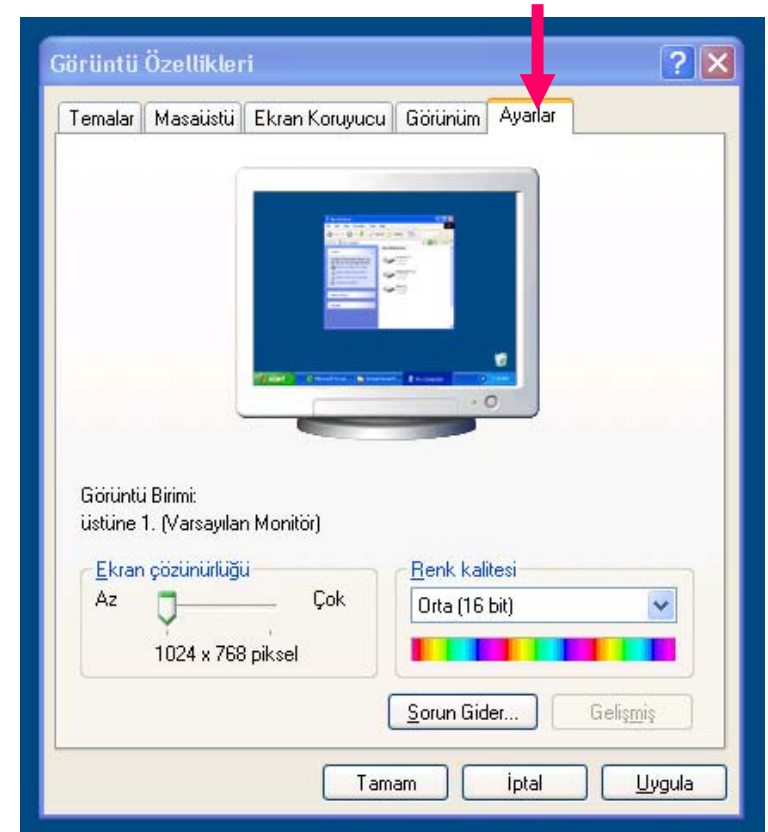 Görüntü Özellikleri
Temalar Masaüstü Ekran Koruyucu Görünüm Ayarlar
Görüntü Birimi:
üstüne 1. (Varsayılan Monitör)
Ekran çözünürlüğü
Az Çok
1024 x 768 piksel
Renk kalitesi
Orta (16 bit)
Sorun Gider... Gelişmiş
Tamam İptal Uygula